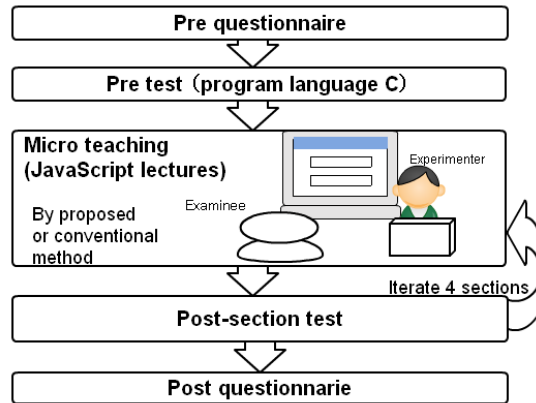 Pre questionnaire
Pre test (program language C)
Micro teaching
(JavaScript lectures)
Experimenter
Examinee
By proposed
or conventional
method
Iterate 4 sections
Post-section test
Post questionnarie